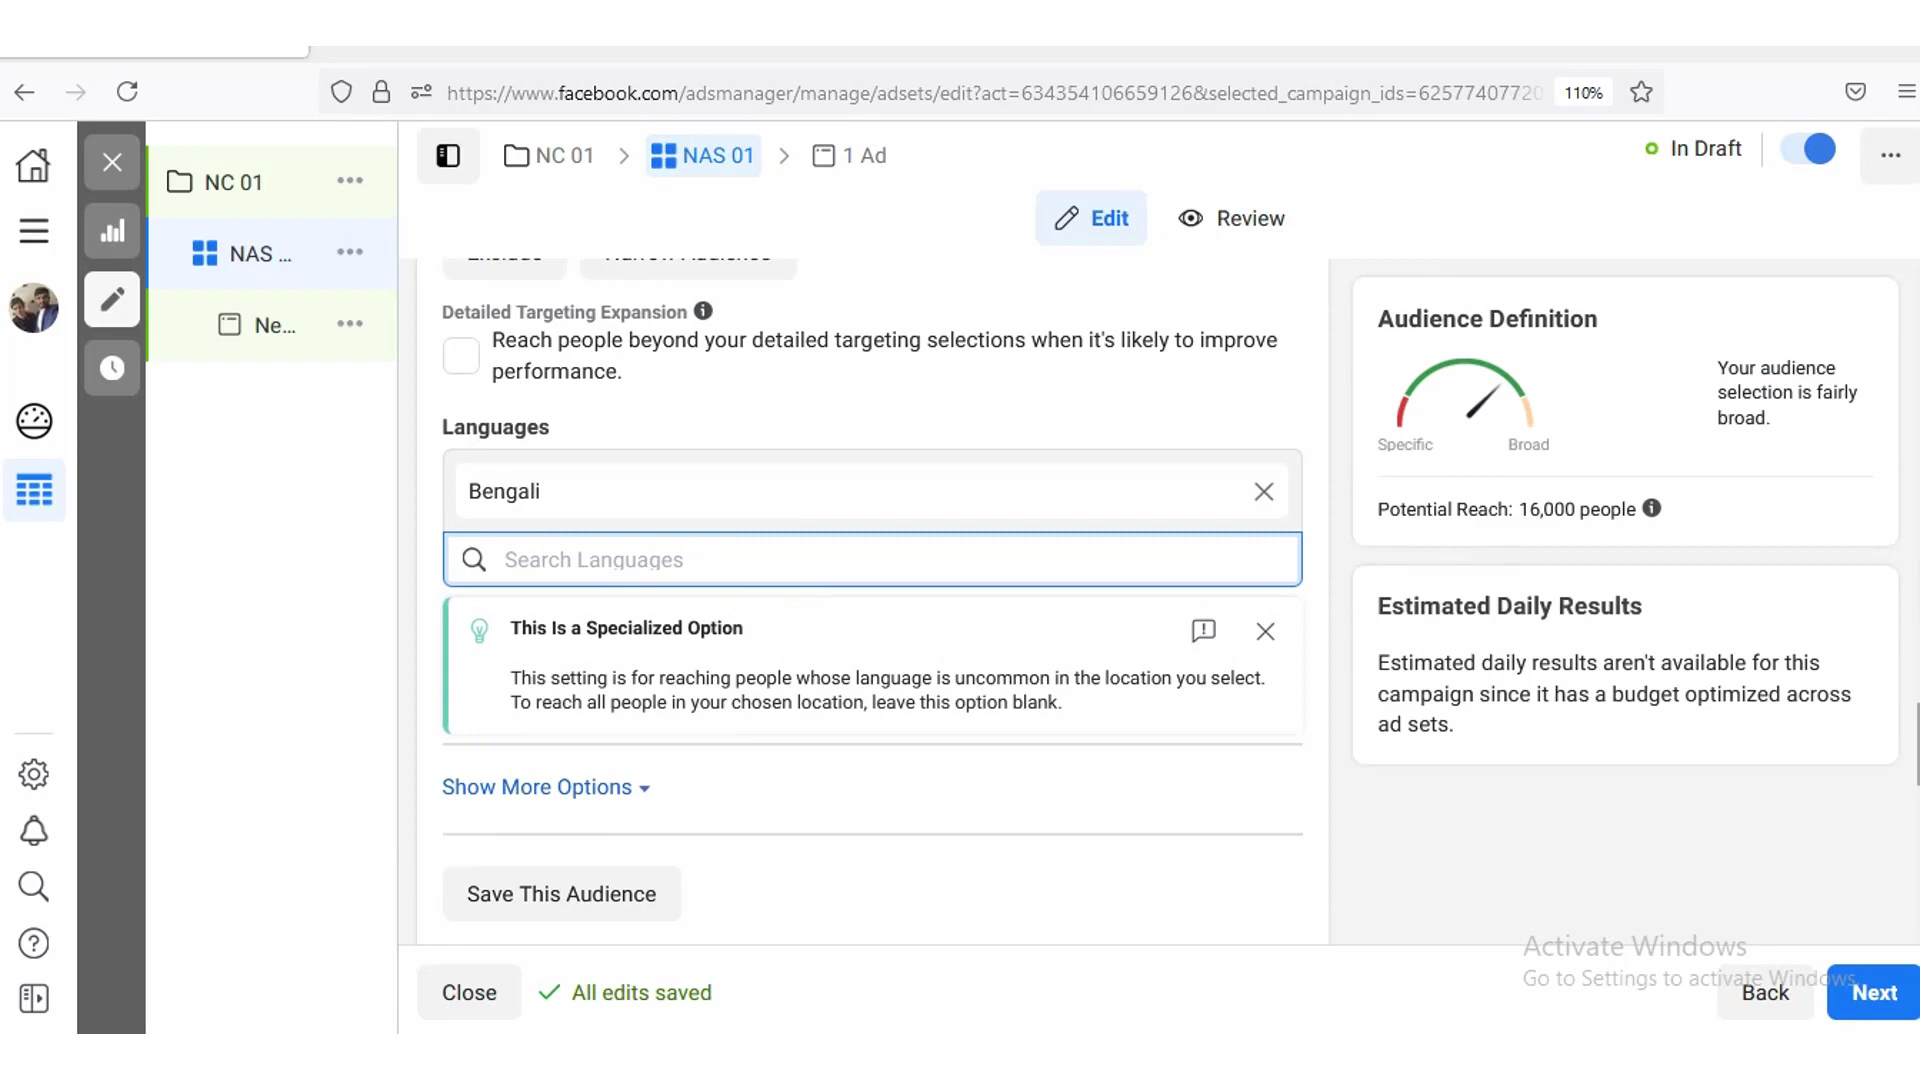 https://www.facebook.com/adsmanager/manage/adsets/edit?act=634354106659126&selected_campaign_ids=62577407720
110%
NC 01
NAS 01
1 Ad
In Draft
NC 01
NAS ...
Ne...
Edit
Review
Exclude
Narrow Audience
Detailed Targeting Expansion
Reach people beyond your detailed targeting selections when it's likely to improve
performance.
Languages
Bengali
Search Languages
This Is a Specialized Option
This setting is for reaching people whose language is uncommon in the location you select.
To reach all people in your chosen location, leave this option blank.
Show More Options
Save This Audience
Audience Definition
Your audience
selection is fairly
broad.
Specific
Broad
Potential Reach: 16,000 people
Estimated Daily Results
Estimated daily results aren't available for this
campaign since it has a budget optimized across
ad sets.
Activate Windows
Go to Settings to activate Windows.
Close
All edits saved
Back
Next